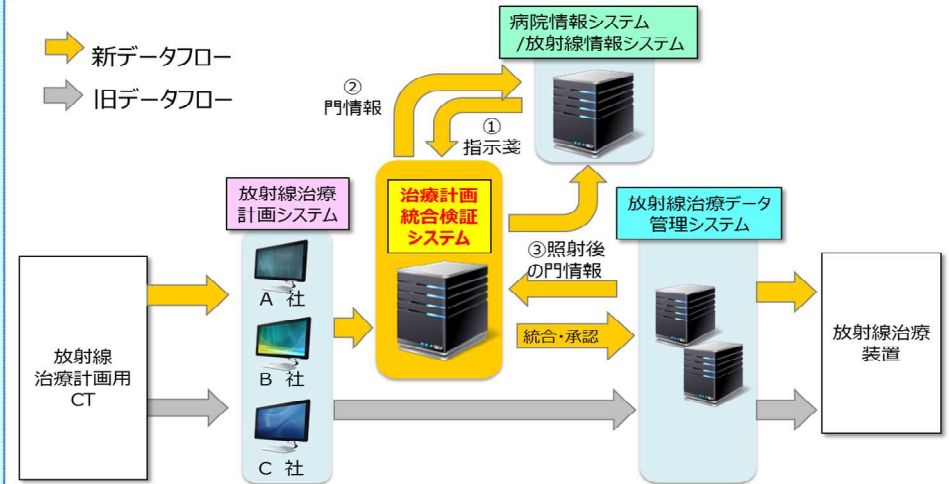 新データフロー
旧データフロー
病院情報システム
/放射線情報システム
②
門情報
①
指示箋
放射線治療
計画システム
治療計画
統合検証
システム
放射線治療データ
管理システム
③照射後
の門情報
A 社
B 社
C 社
統合・承認
放射線
治療計画用
CT
放射線治療
装置